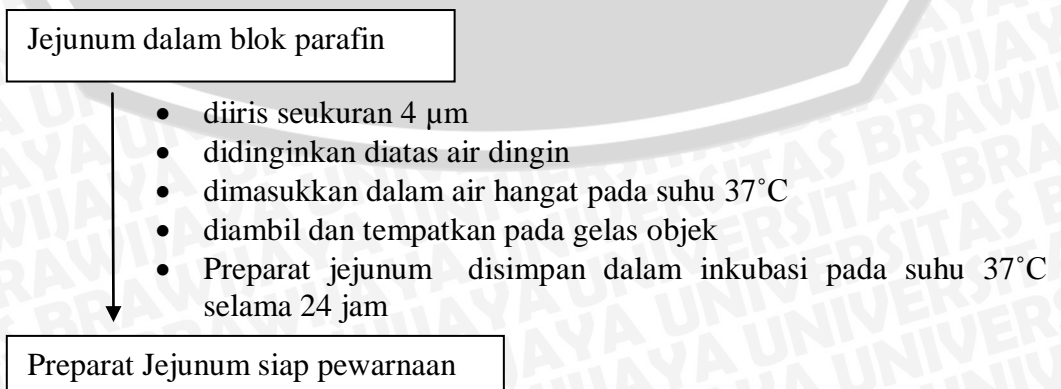 Jejunum dalam blok parafin
• diiris seukuran 4 µm
• didinginkan diatas air dingin
• dimasukkan dalam air hangat pada suhu 37˚C
• diambil dan tempatkan pada gelas objek
• Preparat jejunum disimpan dalam inkubasi pada suhu 37˚C
selama 24 jam
Preparat Jejunum siap pewarnaan